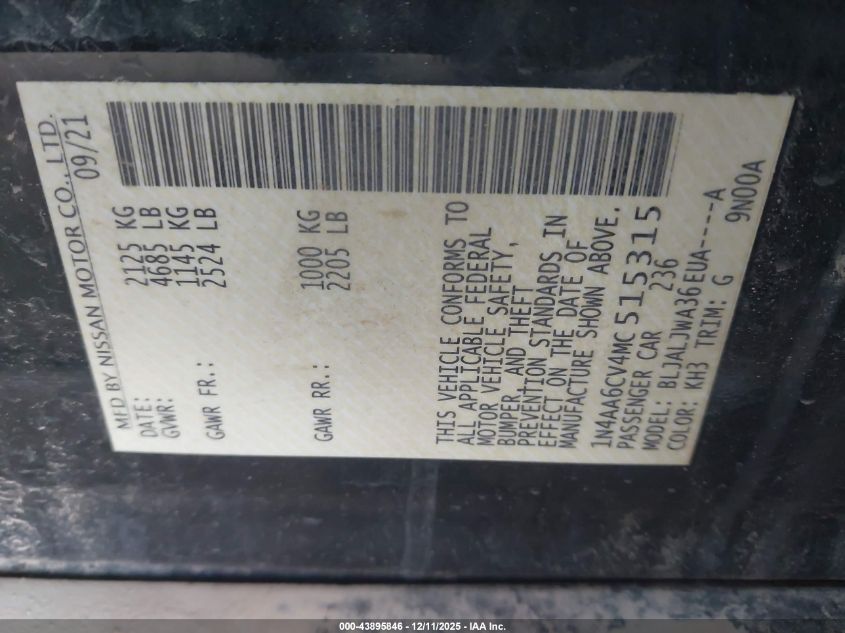 MFD BY NISSAN MOTOR CO., LTD.
DATE: 09/21
GVWR: 2125 KG
4685 LB
GAWR FR.: 1145 KG
2524 LB
GAWR RR.: 1000 KG
2205 LB
THIS VEHICLE CONFORMS TO
ALL APPLICABLE FEDERAL
MOTOR VEHICLE SAFETY,
BUMPER, AND THEFT
PREVENTION STANDARDS IN
EFFECT ON THE DATE OF
MANUFACTURE SHOWN ABOVE.
1N4AA6CV4MC515315
PASSENGER CAR 236
MODEL: BLJALJWA36EUA-----A
COLOR: KH3 TRIM: G 9N00A
000-43895846 - 12/11/2025 - IAA Inc.